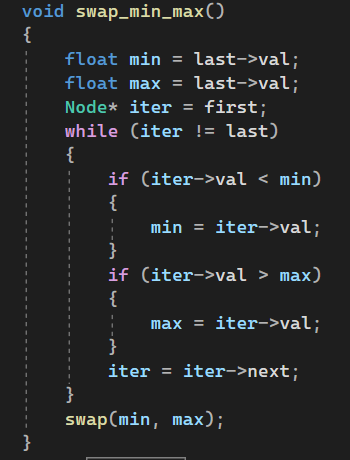 void swap_min_max()
{
    float min = last->val;
    float max = last->val;
    Node* iter = first;
    while (iter != last)
    {
        if (iter->val < min)
        {
            min = iter->val;
        }
        if (iter->val > max)
        {
            max = iter->val;
        }
        iter = iter->next;
    }
    swap(min, max);
}